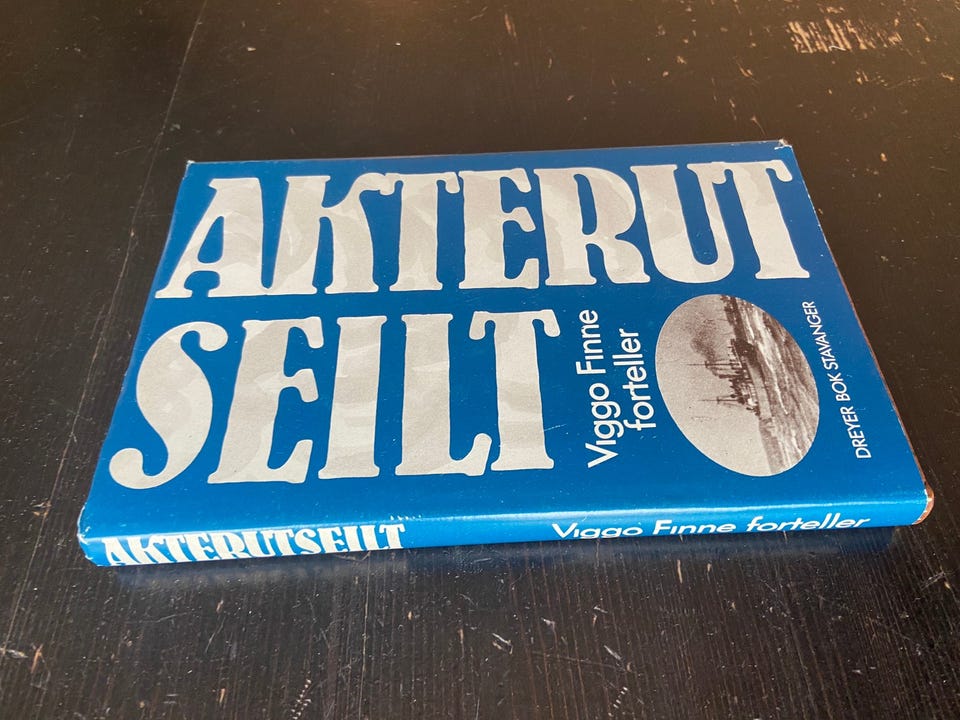 AKTERUT
SEILT
Viggo Finne
forteller
DREYER BOK STAVANGER
AKTERUTSEILT
Viggo Finne forteller